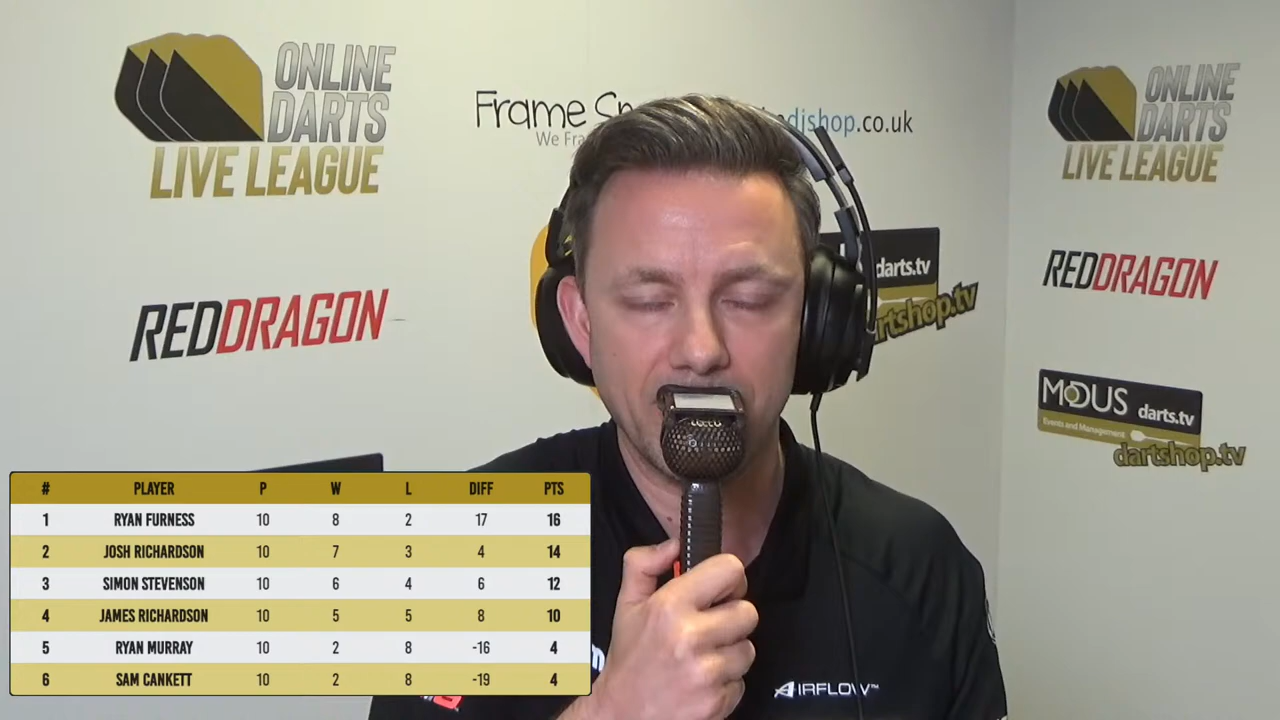 ONLINE
DARTS
LIVE LEAGUE
Frame
We
djshop.co.uk
ONLINE
DARTS
LIVE LEAGUE
REDDRAGON
darts.tv
REDDRAGON
MODUS darts.tv
Events and Management
dartshop.tv
AIRFLOW™
# PLAYER P W L DIFF PTS
1 RYAN FURNESS 10 8 2 17 16
2 JOSH RICHARDSON 10 7 3 4 14
3 SIMON STEVENSON 10 6 4 6 12
4 JAMES RICHARDSON 10 5 5 8 10
5 RYAN MURRAY 10 2 8 -16 4
6 SAM CANKETT 10 2 8 -19 4